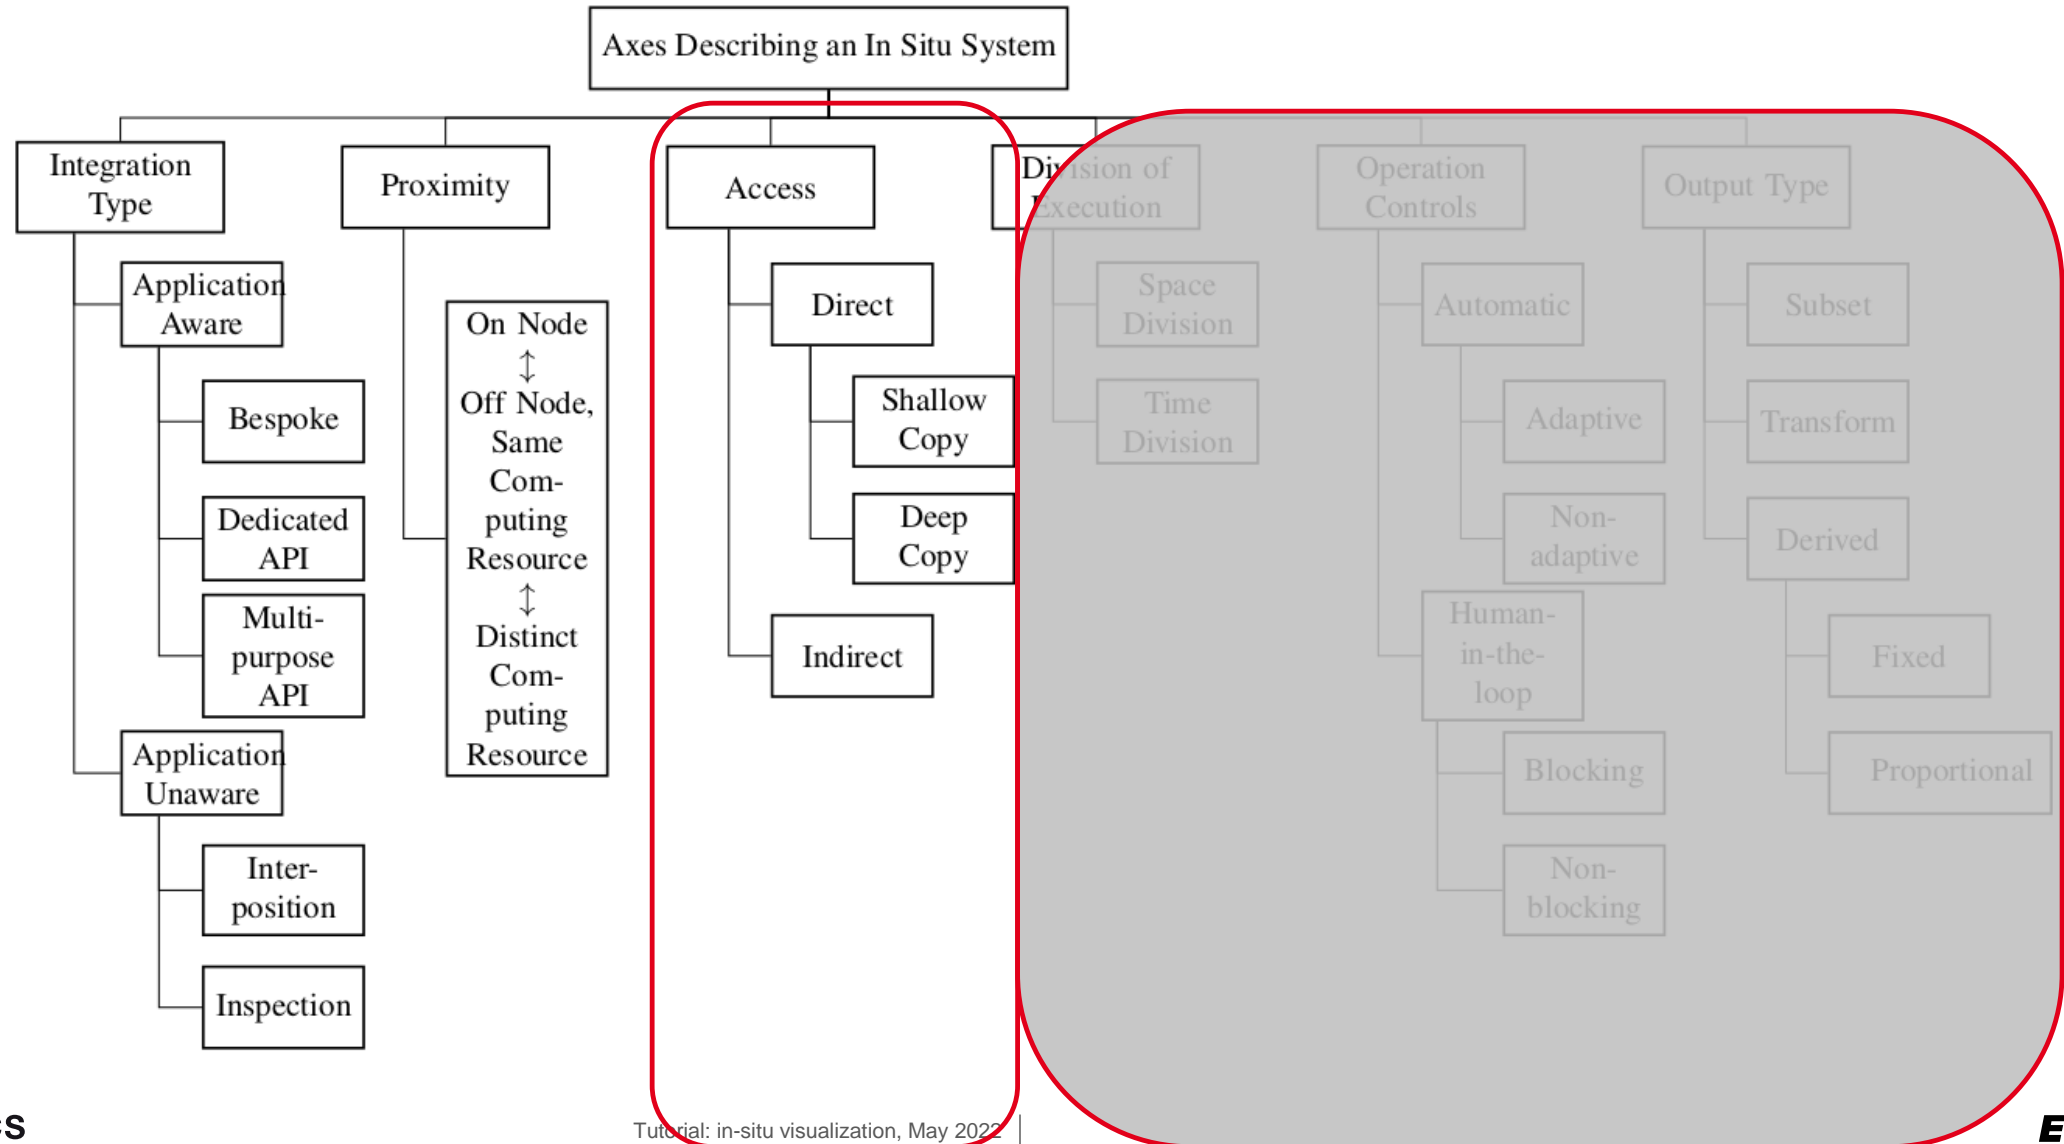 Axes Describing an In Situ System
Integration
Type
Application
Aware
Bespoke
Dedicated
API
Multi-
purpose
API
Application
Unaware
Inter-
position
Inspection
Proximity
On Node
↕
Off Node,
Same
Com-
puting
Resource
↕
Distinct
Com-
puting
Resource
Access
Direct
Shallow
Copy
Deep
Copy
Indirect
Division of
Execution
Space
Division
Time
Division
Operation
Controls
Automatic
Adaptive
Non-
adaptive
Human-
in-the-
loop
Blocking
Non-
blocking
Output Type
Subset
Transform
Derived
Fixed
Proportional
Tutorial: in-situ visualization, May 2022